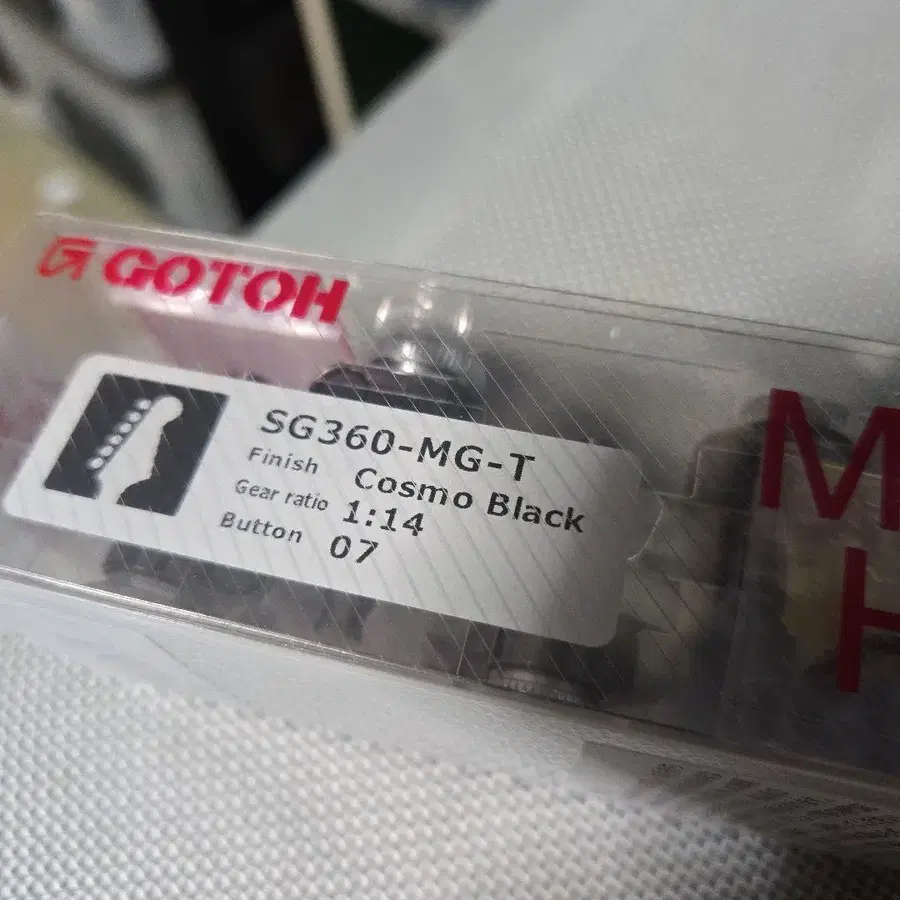 GOTOH
SG360-MG-T
Finish Cosmo Black
Gear ratio 1:14
Button 07
M
H